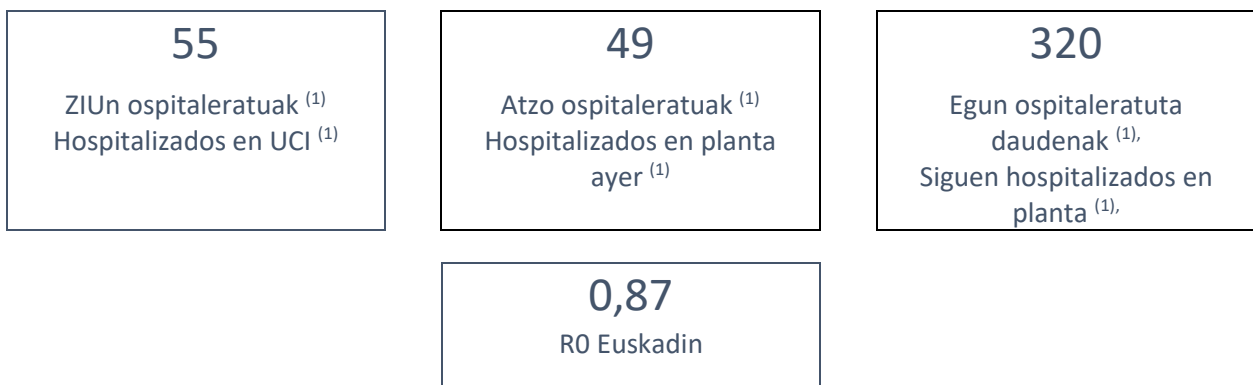 55
ZIUn ospitaleratuak (1)
Hospitalizados en UCI (1)
49
Atzo ospitaleratuak (1)
Hospitalizados en planta
ayer (1)
320
Egun ospitaleratuta
daudenak (1),
Siguen hospitalizados en
planta (1),
0,87
R0 Euskadin